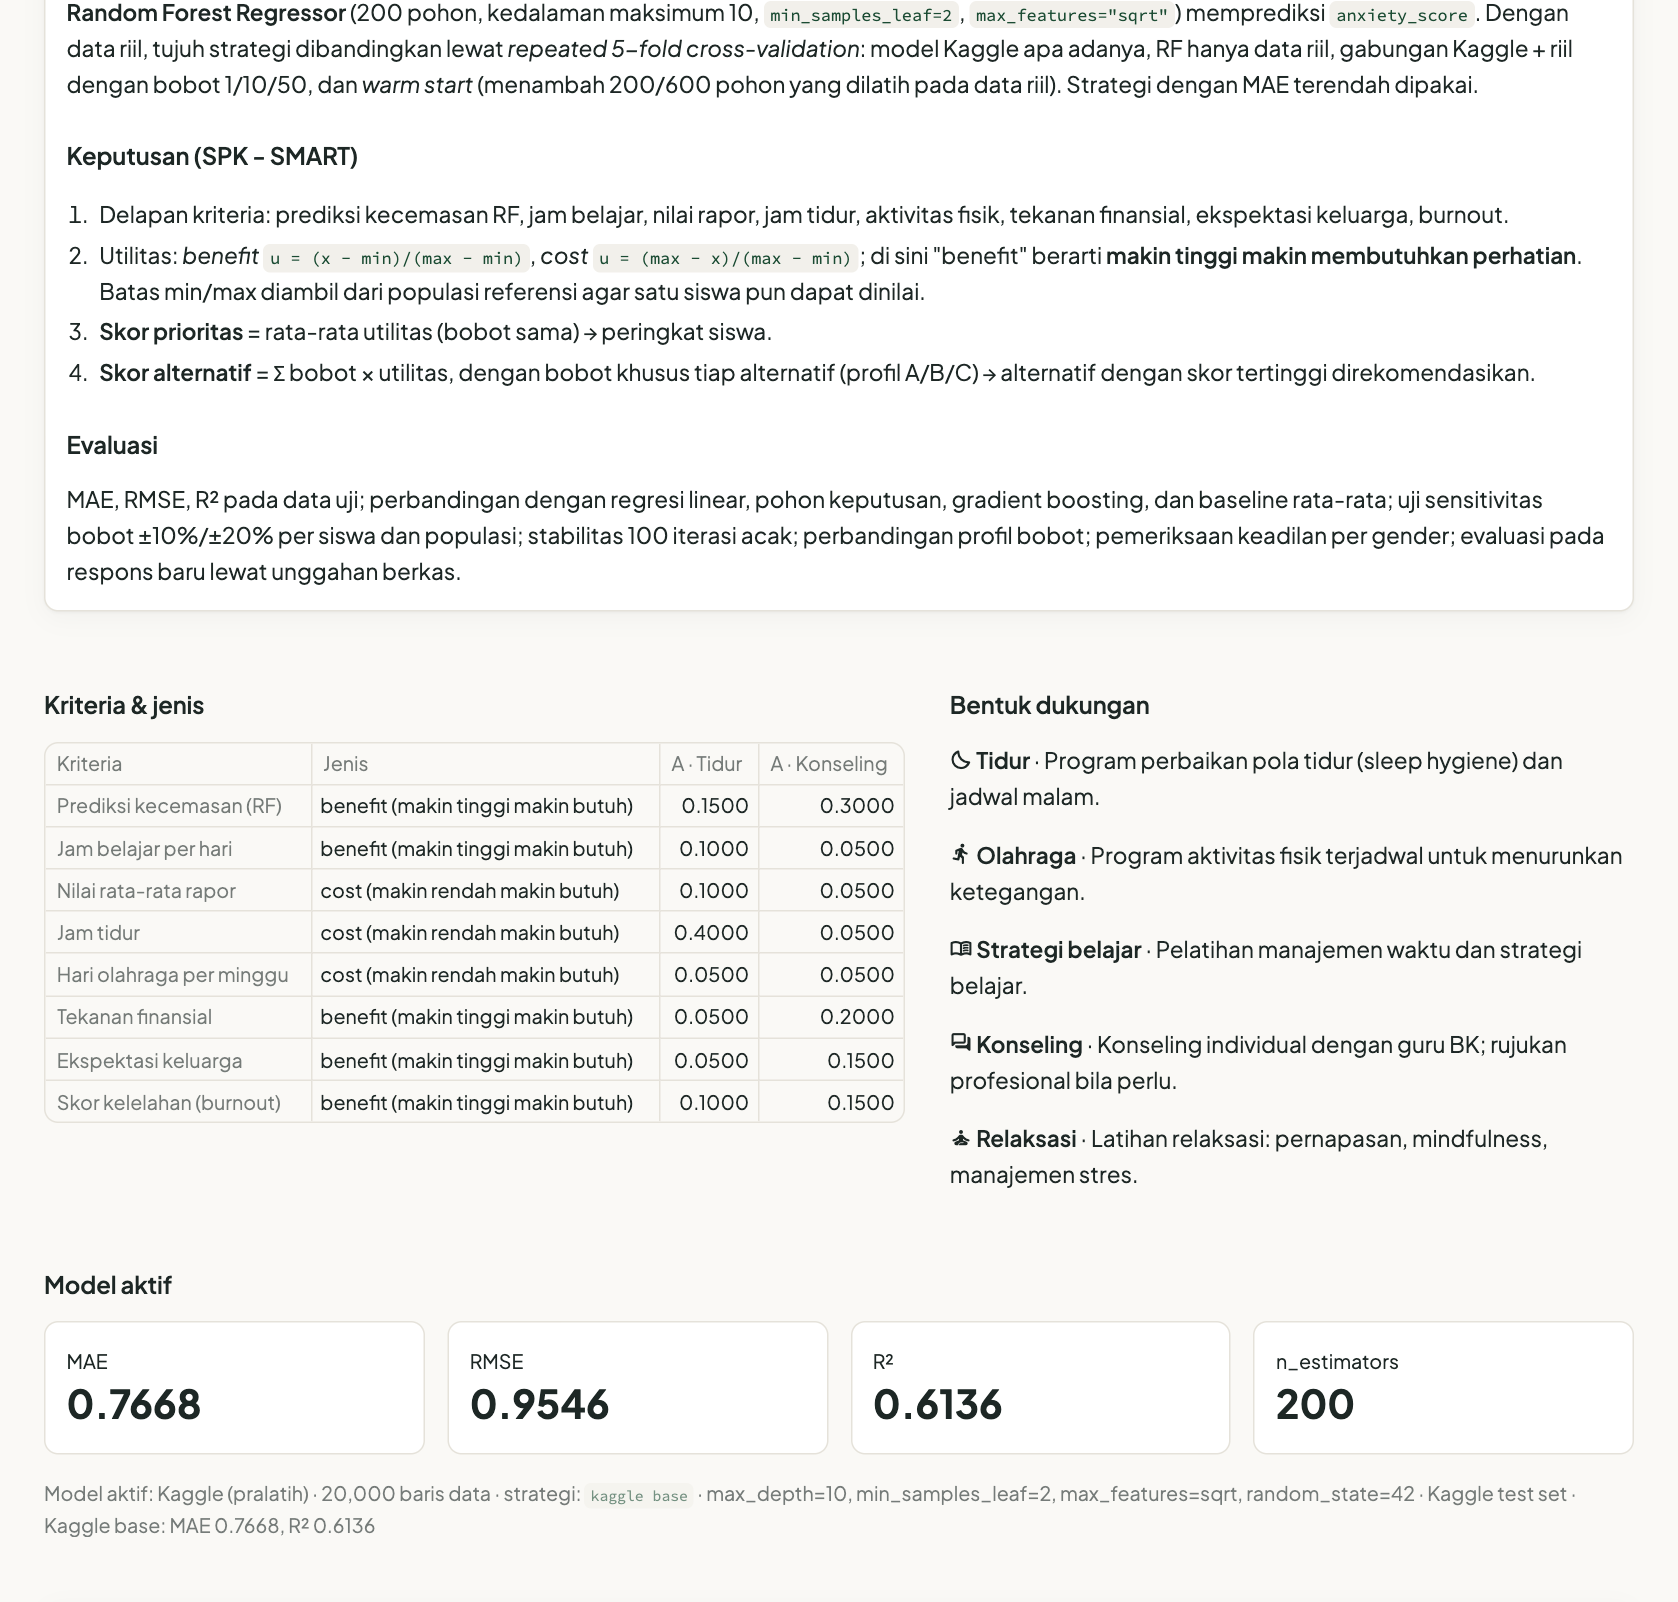 Random Forest Regressor (200 pohon, kedalaman maksimum 10, min_samples_leaf=2, max_features="sqrt") memprediksi anxiety_score. Dengan
data riil, tujuh strategi dibandingkan lewat repeated 5-fold cross-validation: model Kaggle apa adanya, RF hanya data riil, gabungan Kaggle + riil
dengan bobot 1/10/50, dan warm start (menambah 200/600 pohon yang dilatih pada data riil). Strategi dengan MAE terendah dipakai.
Keputusan (SPK - SMART)
1. Delapan kriteria: prediksi kecemasan RF, jam belajar, nilai rapor, jam tidur, aktivitas fisik, tekanan finansial, ekspektasi keluarga, burnout.
2. Utilitas: benefit u = (x - min)/(max - min), cost u = (max - x)/(max - min); di sini "benefit" berarti makin tinggi makin membutuhkan perhatian.
Batas min/max diambil dari populasi referensi agar satu siswa pun dapat dinilai.
3. Skor prioritas = rata-rata utilitas (bobot sama) → peringkat siswa.
4. Skor alternatif = Σ bobot × utilitas, dengan bobot khusus tiap alternatif (profil A/B/C) → alternatif dengan skor tertinggi direkomendasikan.
Evaluasi
MAE, RMSE, R² pada data uji; perbandingan dengan regresi linear, pohon keputusan, gradient boosting, dan baseline rata-rata; uji sensitivitas
bobot ±10%/±20% per siswa dan populasi; stabilitas 100 iterasi acak; perbandingan profil bobot; pemeriksaan keadilan per gender; evaluasi pada
respons baru lewat unggahan berkas.
Kriteria & jenis
Kriteria Jenis A · Tidur A · Konseling
Prediksi kecemasan (RF) benefit (makin tinggi makin butuh) 0.1500 0.3000
Jam belajar per hari benefit (makin tinggi makin butuh) 0.1000 0.0500
Nilai rata-rata rapor cost (makin rendah makin butuh) 0.1000 0.0500
Jam tidur cost (makin rendah makin butuh) 0.4000 0.0500
Hari olahraga per minggu cost (makin rendah makin butuh) 0.0500 0.0500
Tekanan finansial benefit (makin tinggi makin butuh) 0.0500 0.2000
Ekspektasi keluarga benefit (makin tinggi makin butuh) 0.0500 0.1500
Skor kelelahan (burnout) benefit (makin tinggi makin butuh) 0.1000 0.1500
Bentuk dukungan
Tidur · Program perbaikan pola tidur (sleep hygiene) dan
jadwal malam.
Olahraga · Program aktivitas fisik terjadwal untuk menurunkan
ketegangan.
Strategi belajar · Pelatihan manajemen waktu dan strategi
belajar.
Konseling · Konseling individual dengan guru BK; rujukan
profesional bila perlu.
Relaksasi · Latihan relaksasi: pernapasan, mindfulness,
manajemen stres.
Model aktif
MAE
0.7668
RMSE
0.9546
R²
0.6136
n_estimators
200
Model aktif: Kaggle (pralatih) · 20,000 baris data · strategi: kaggle base · max_depth=10, min_samples_leaf=2, max_features=sqrt, random_state=42 · Kaggle test set ·
Kaggle base: MAE 0.7668, R² 0.6136